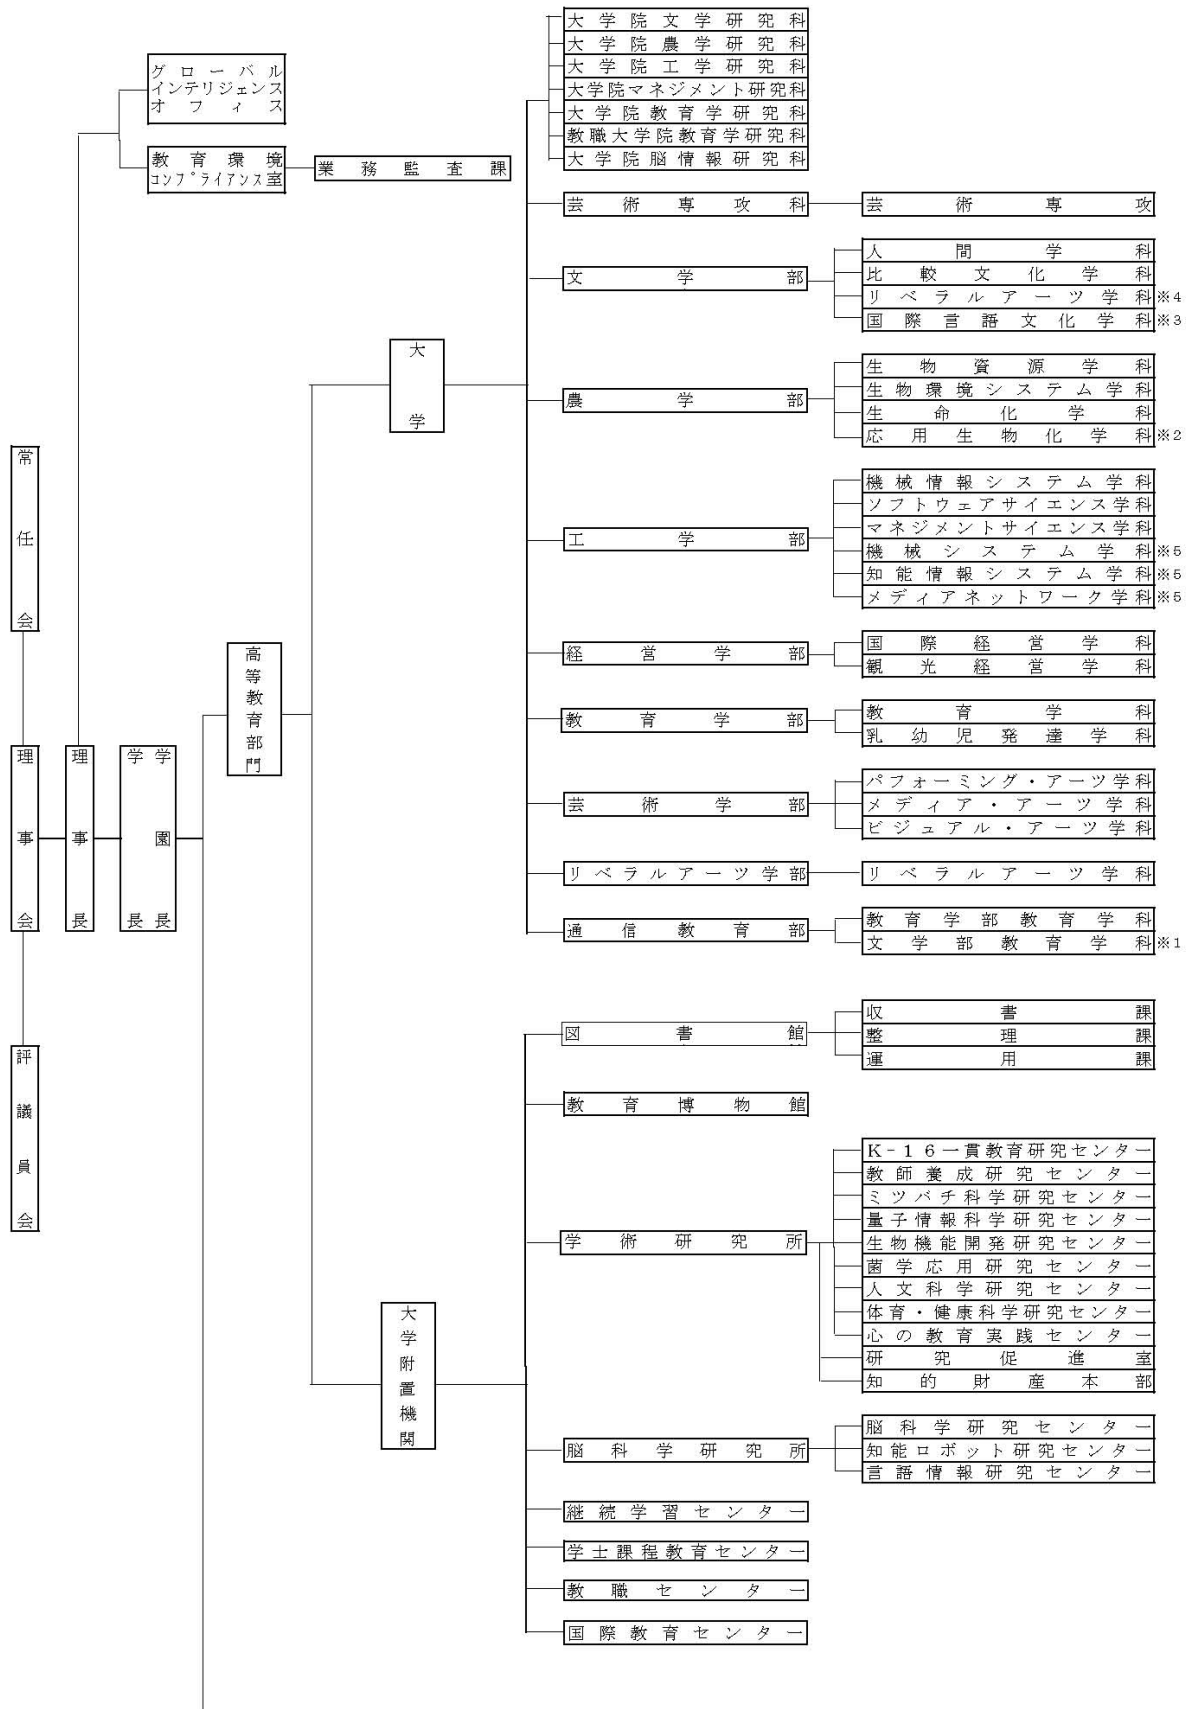 グローバル
インテリジェンス
オフィス
教育環境
コンプライアンス室
業務監査課
常任会
理事会
評議員会
理事長
学園長
学長
高等教育部門
大学
大学院文学研究科
大学院農学研究科
大学院工学研究科
大学院マネジメント研究科
大学院教育学研究科
教職大学院教育学研究科
大学院脳情報研究科
芸術専攻科
芸術専攻
文学部
人間学科
比較文化学科
リベラルアーツ学科※4
国際言語文化学科※3
農学部
生物資源学科
生物環境システム学科
生命化学科
応用生物化学科※2
工学部
機械情報システム学科
ソフトウェアサイエンス学科
マネジメントサイエンス学科
機械システム学科※5
知能情報システム学科※5
メディアネットワーク学科※5
経営学部
国際経営学科
観光経営学科
教育学部
教育学科
乳幼児発達学科
芸術学部
パフォーミング・アーツ学科
メディア・アーツ学科
ビジュアル・アーツ学科
リベラルアーツ学部
リベラルアーツ学科
通信教育部
教育学部教育学科
文学部教育学科※1
大学附置機関
図書館
収書課
整理課
運用課
教育博物館
学術研究所
K-16一貫教育研究センター
教師養成研究センター
ミツバチ科学研究センター
量子情報科学研究センター
生物機能開発研究センター
菌学応用研究センター
人文科学研究センター
体育・健康科学研究センター
心の教育実践センター
研究促進室
知的財産本部
脳科学研究所
脳科学研究センター
知能ロボット研究センター
言語情報研究センター
継続学習センター
学士課程教育センター
教職センター
国際教育センター